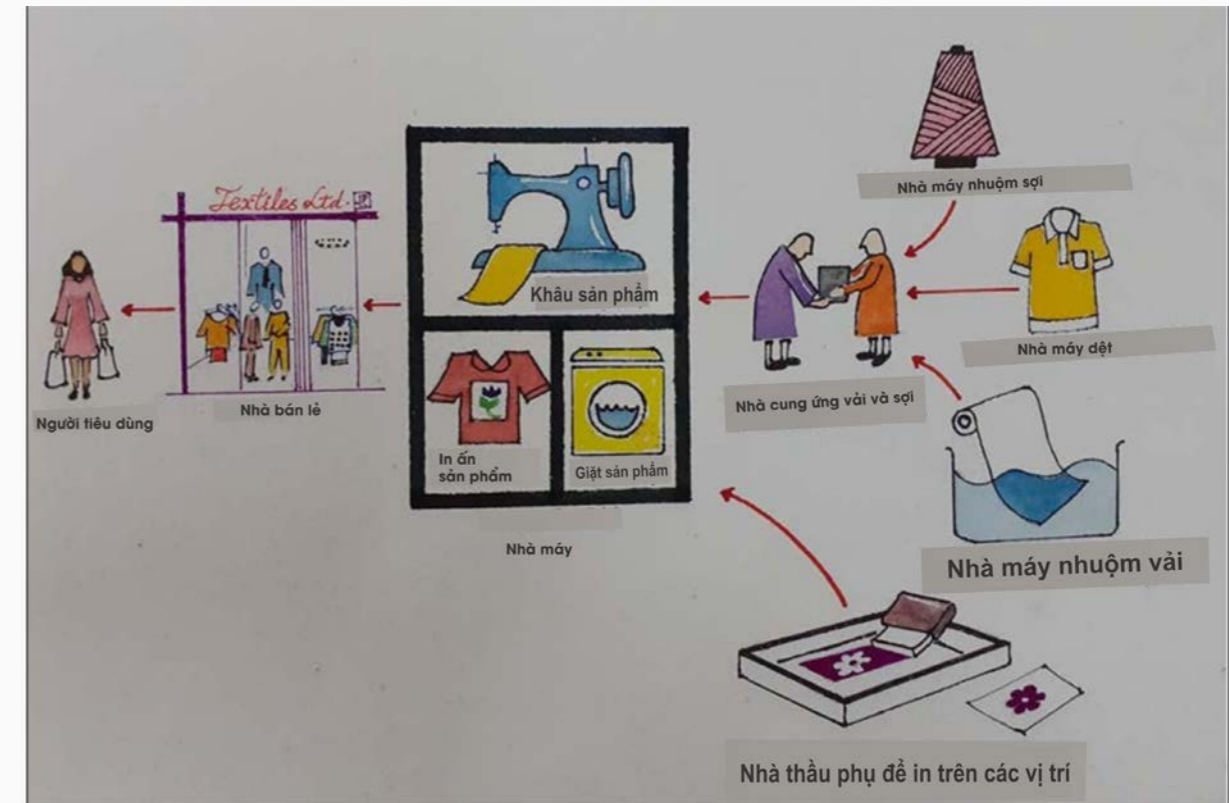 Nhà máy nhuộm sợi
Textiles Ltd.
Khâu sản phẩm
Nhà máy dệt
Nhà cung ứng vải và sợi
Người tiêu dùng
Nhà bán lẻ
In ấn
sản phẩm
Giặt sản phẩm
Nhà máy
Nhà máy nhuộm vải
Nhà thầu phụ để in trên các vị trí